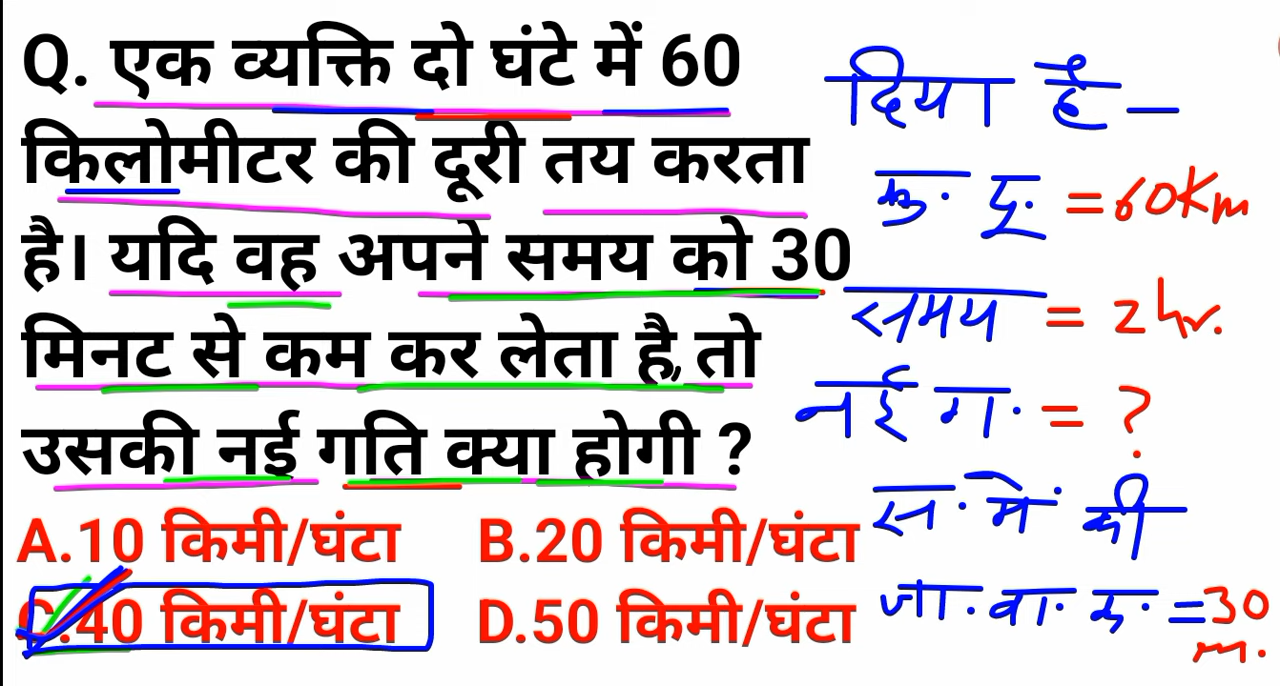 Q. एक व्यक्ति दो घंटे में 60
किलोमीटर की दूरी तय करता
है। यदि वह अपने समय को 30
मिनट से कम कर लेता है, तो
उसकी नई गति क्या होगी ?
A.10 किमी/घंटा B.20 किमी/घंटा
C.40 किमी/घंटा D.50 किमी/घंटा
दिया है—
कु. दू. = 60Km
समय = 2hr.
नई ग. = ?
स. में की
जा. वा. क. = 30
m.